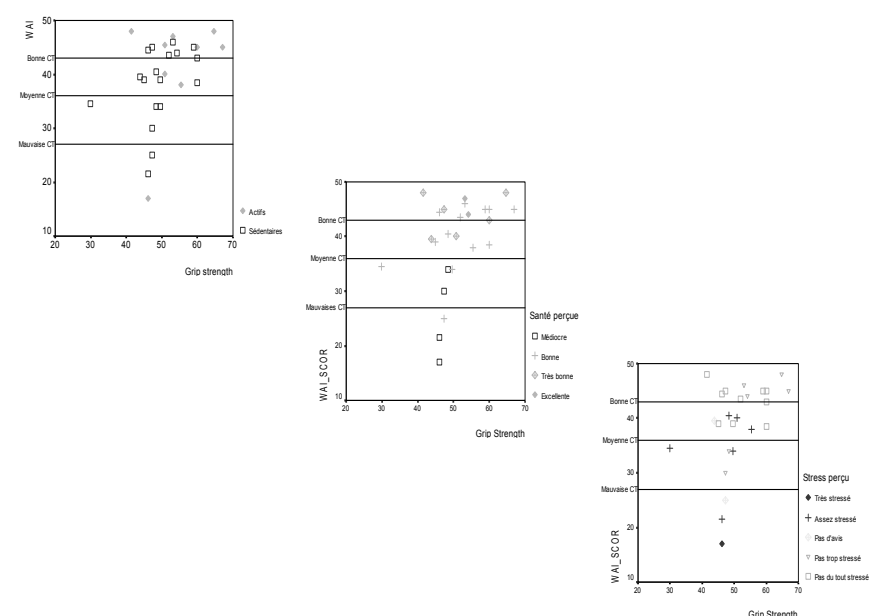 WAI
50
Bonne CT
40
Moyenne CT
30
Mauvaise CT
20
10
20 30 40 50 60 70
Grip strength
Actifs
Sédentaires
WAI_SCOR
50
Bonne CT
40
Moyenne CT
30
Mauvaises CT
20
10
20 30 40 50 60 70
Grip Strength
Santé perçue
Médiocre
Bonne
Très bonne
Excellente
WAI_SCOR
50
Bonne CT
40
Moyenne CT
30
Mauvaise CT
20
10
20 30 40 50 60 70
Grip Strength
Stress perçu
Très stressé
Assez stressé
Pas d'avis
Pas trop stressé
Pas du tout stressé